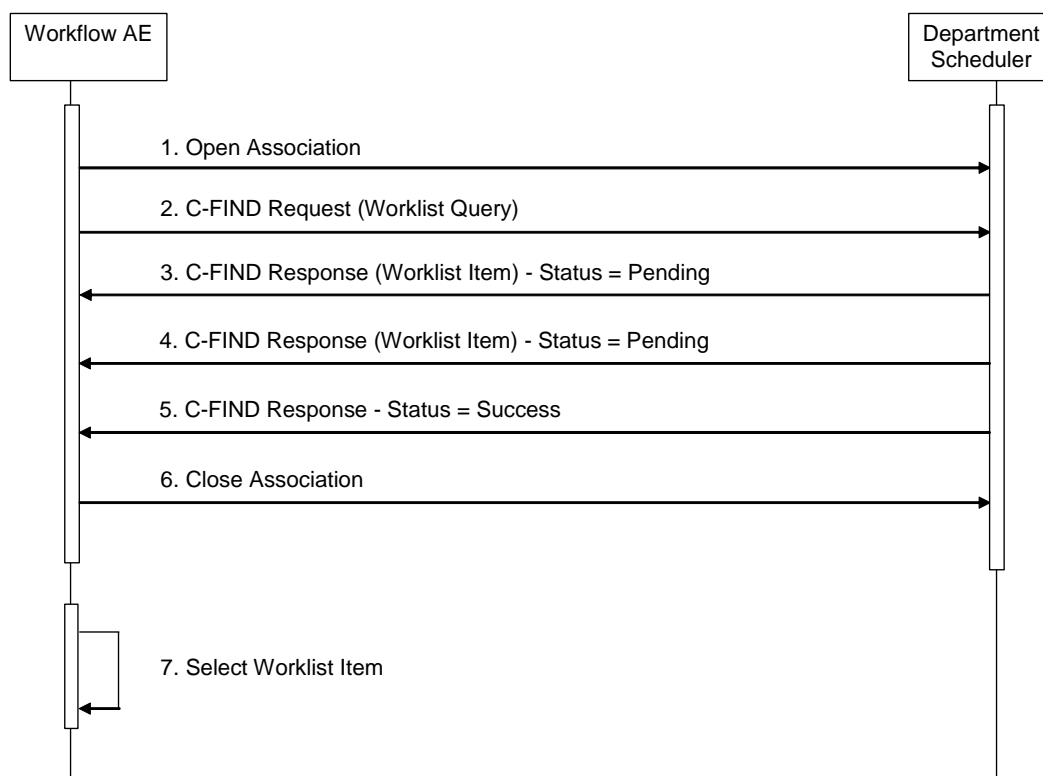 Workflow AE
Department
Scheduler
1. Open Association
2. C-FIND Request (Worklist Query)
3. C-FIND Response (Worklist Item) - Status = Pending
4. C-FIND Response (Worklist Item) - Status = Pending
5. C-FIND Response - Status = Success
6. Close Association
7. Select Worklist Item